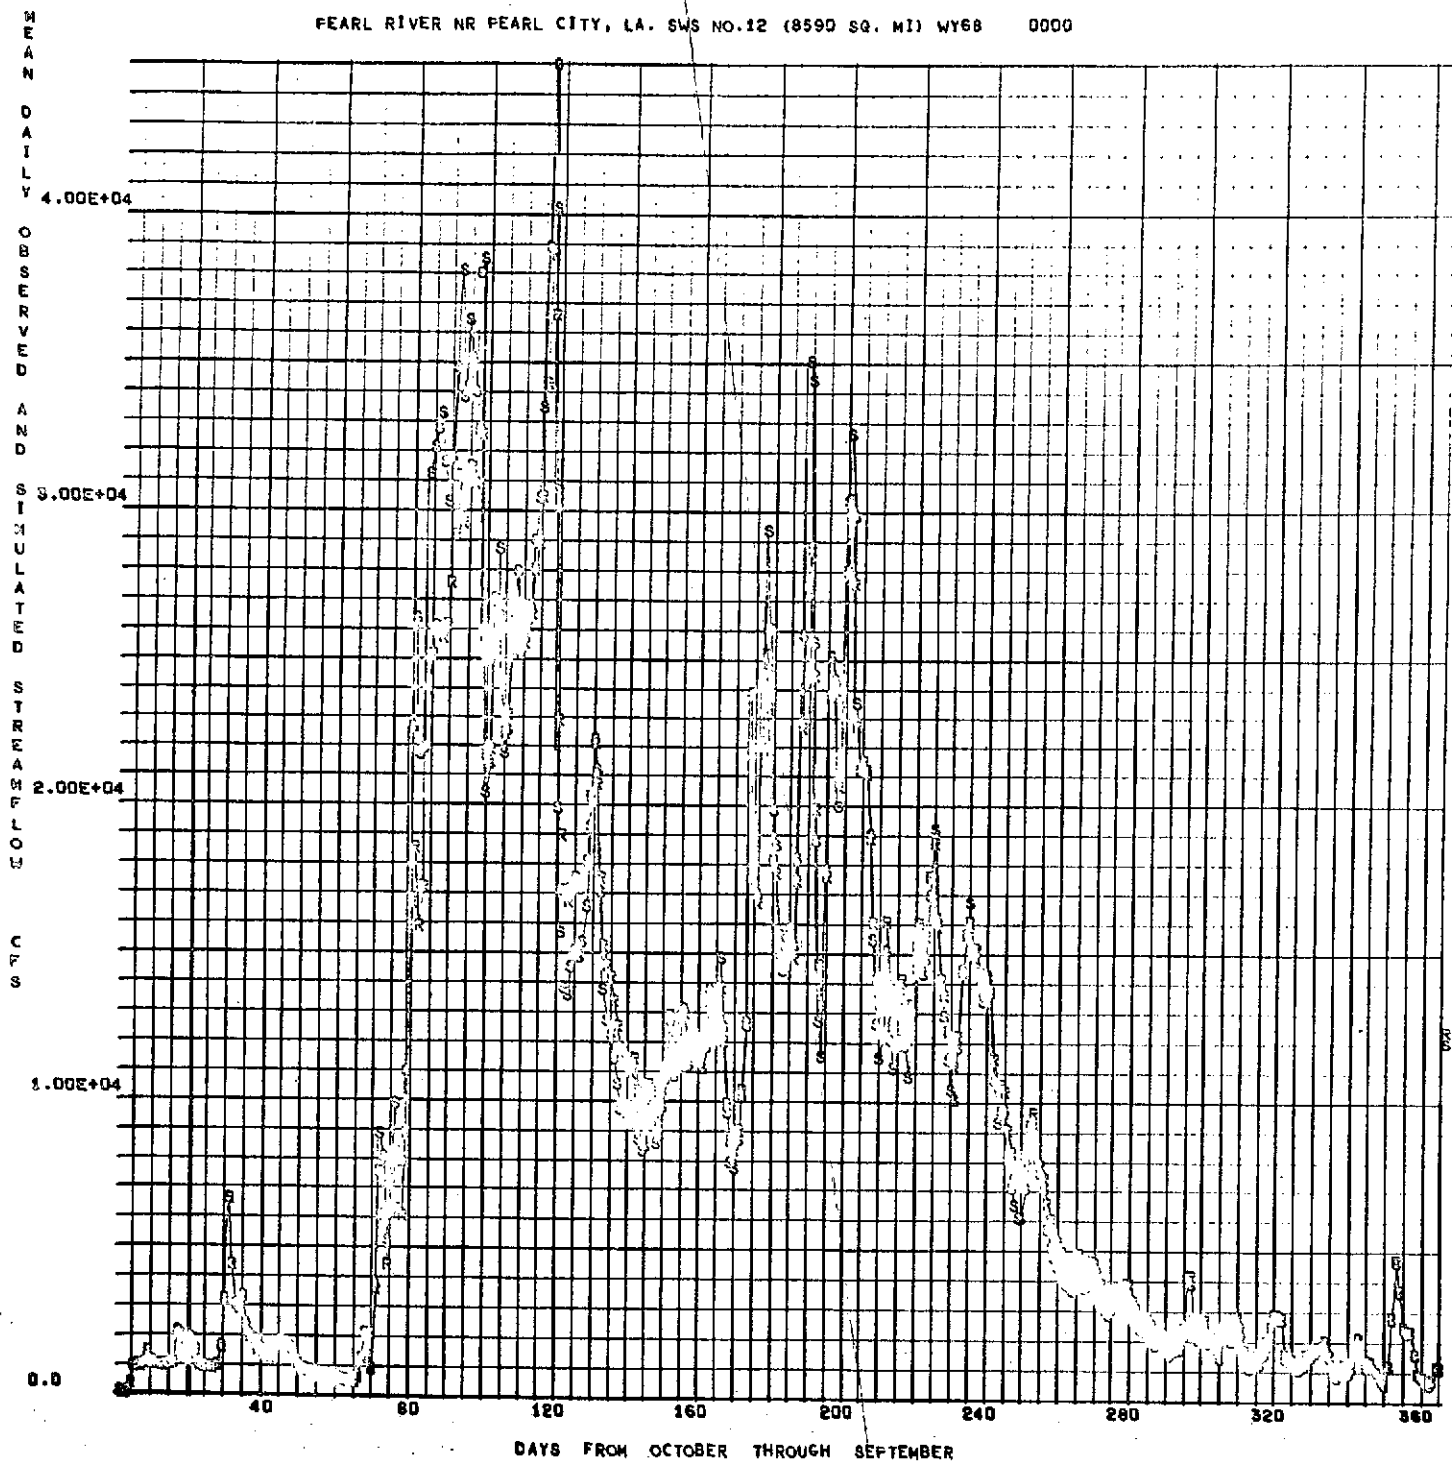 PEARL RIVER NR PEARL CITY, LA. SWS NO.12 (8590 SQ. MI) WY68 0000
MEAN DAILY OBSERVED AND SIMULATED STREAMFLOW CFS
4.00E+04
3.00E+04
2.00E+04
1.00E+04
0.0
40
80
120
160
200
240
280
320
360
DAYS FROM OCTOBER THROUGH SEPTEMBER